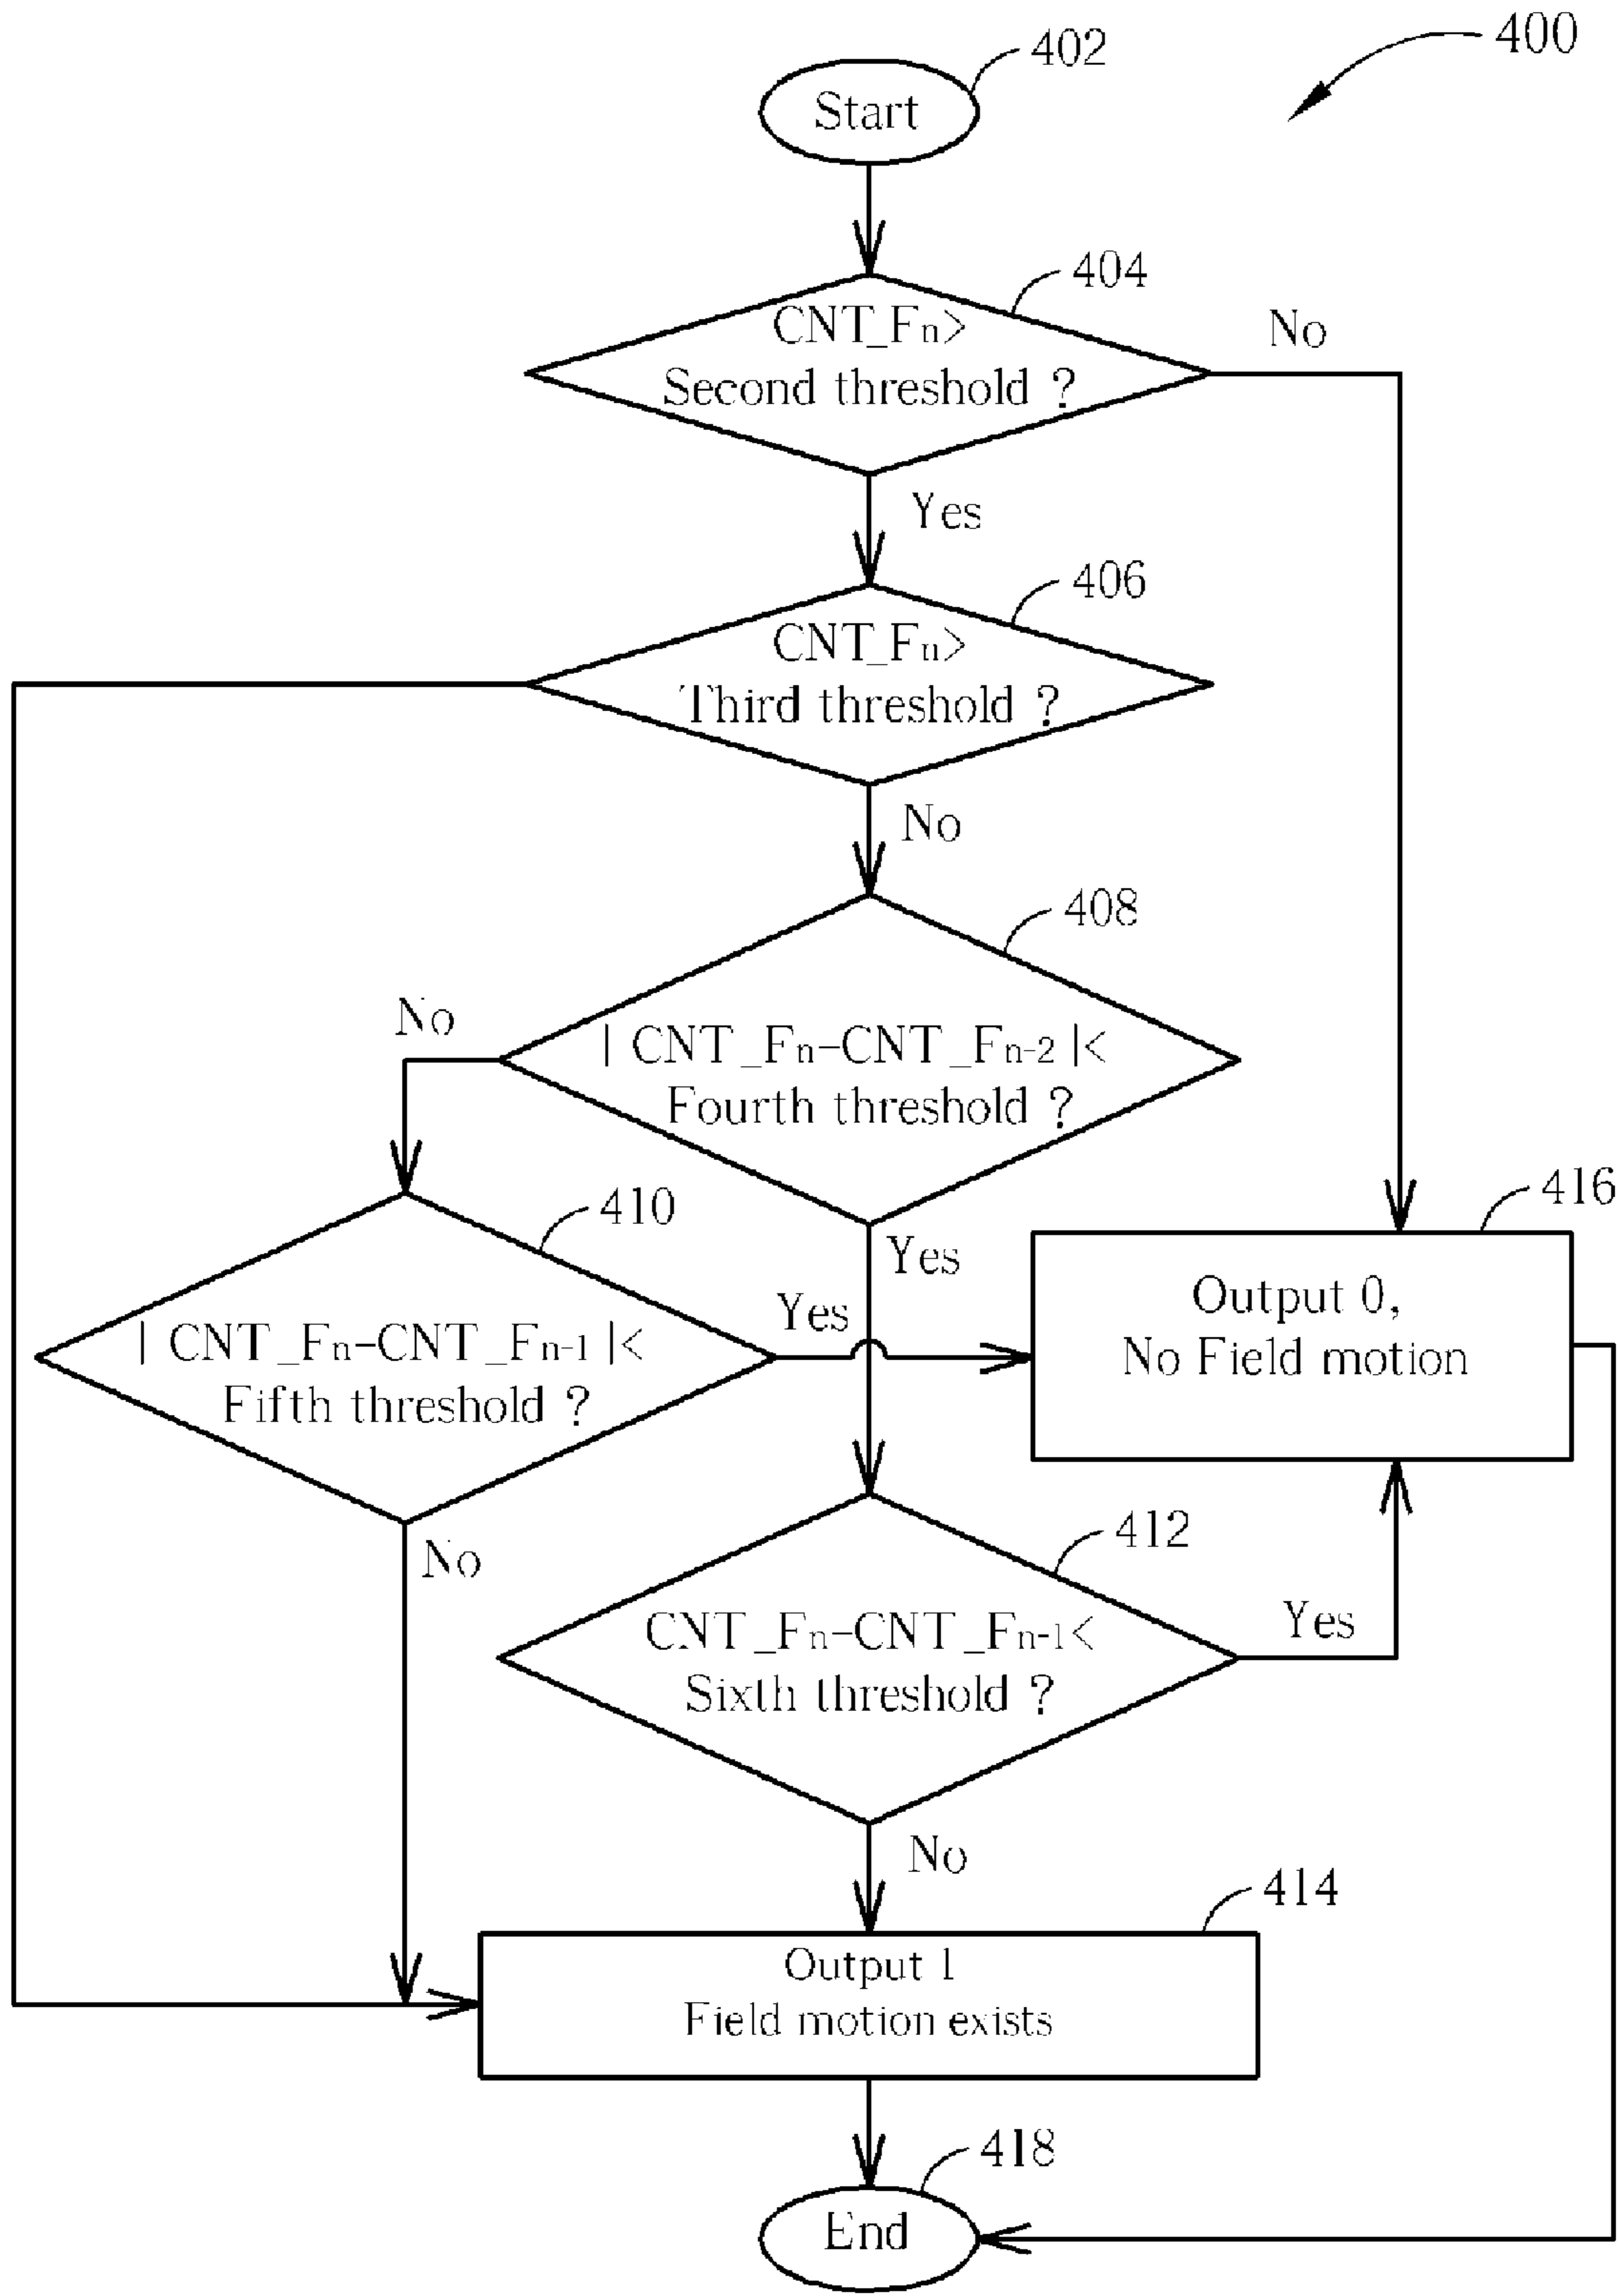 400
402
Start
404
CNT_Fn>
Second threshold ?
No
Yes
406
CNT_Fn>
Third threshold ?
No
408
| CNT_Fn-CNT_Fn-2 |<
Fourth threshold ?
No
Yes
410
| CNT_Fn-CNT_Fn-1 |<
Fifth threshold ?
Yes
No
416
Output 0,
No Field motion
412
CNT_Fn-CNT_Fn-1<
Sixth threshold ?
Yes
No
414
Output 1
Field motion exists
418
End